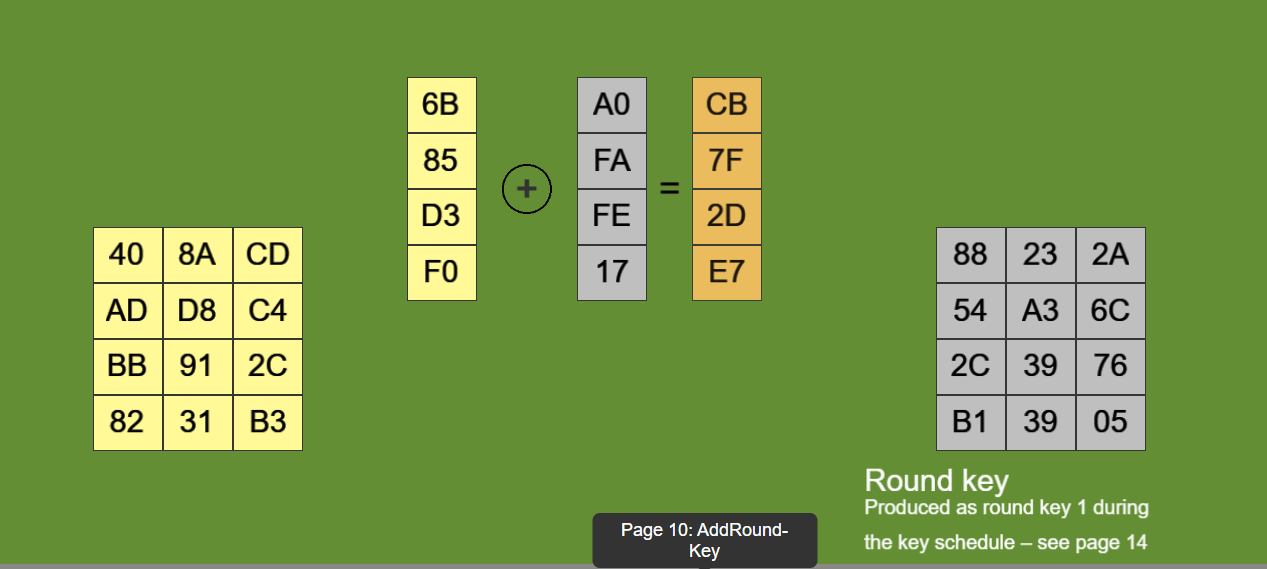 6B A0 CB
85 FA 7F
+ =
D3 FE 2D
F0 17 E7
40 8A CD
AD D8 C4
BB 91 2C
82 31 B3
88 23 2A
54 A3 6C
2C 39 76
B1 39 05
Round key
Produced as round key 1 during
the key schedule – see page 14
Page 10: AddRound-
Key